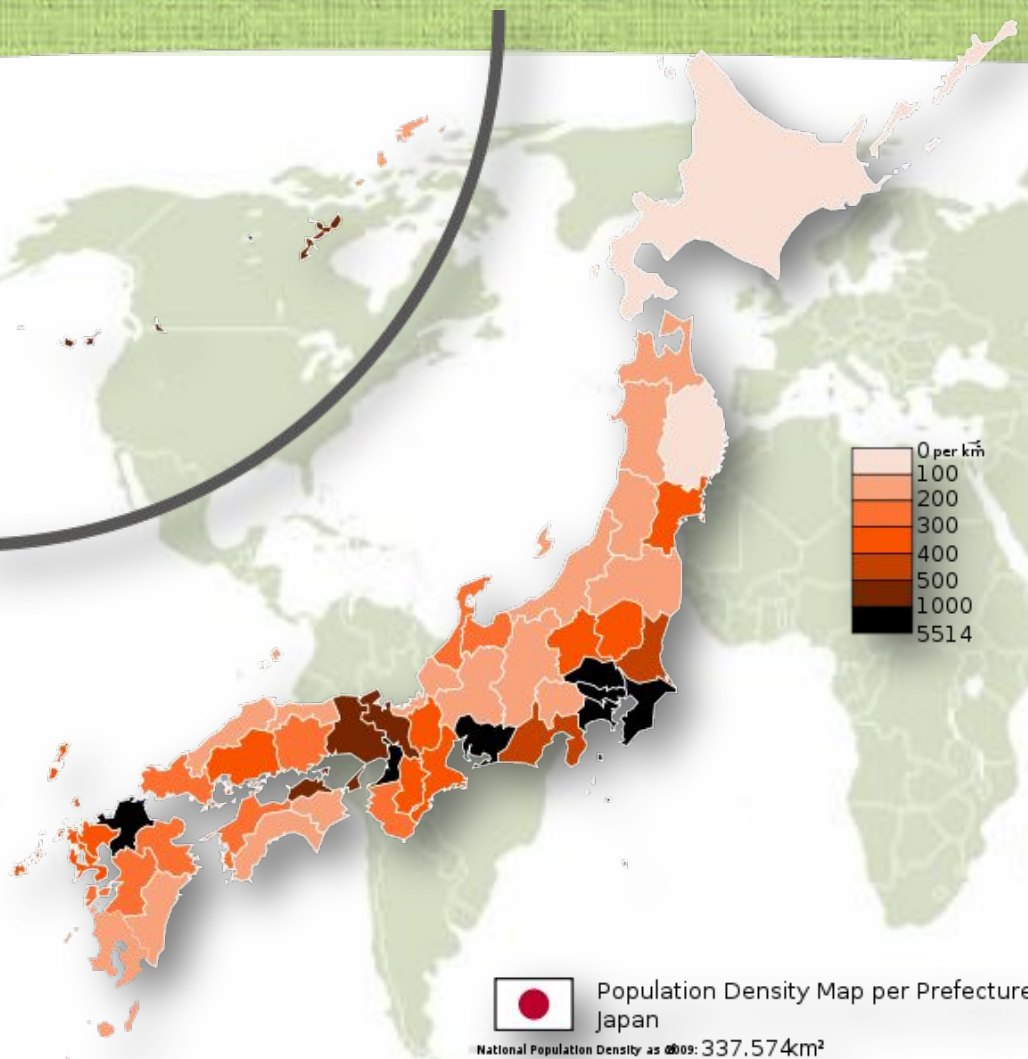 0 per km²
100
200
300
400
500
1000
5514
Population Density Map per Prefecture
Japan
National Population Density as 2009: 337.574km²